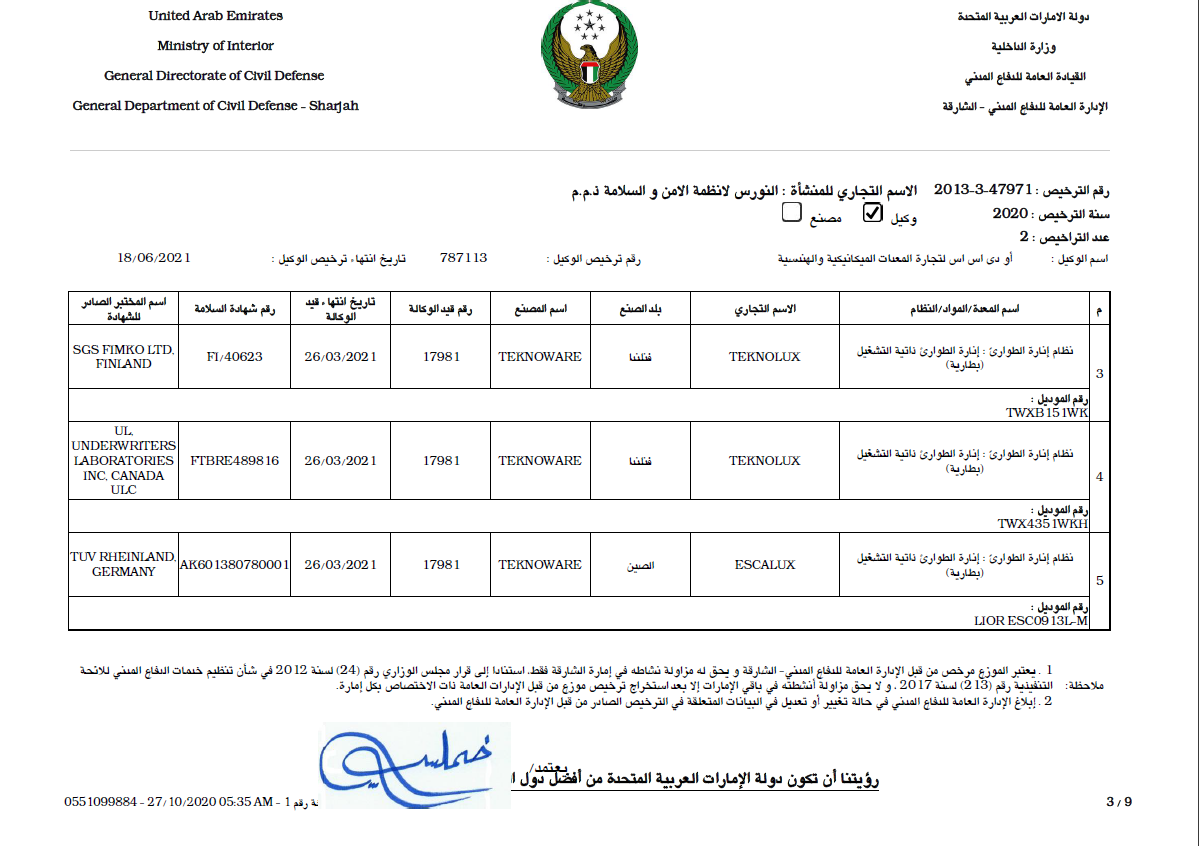 United Arab Emirates
Ministry of Interior
General Directorate of Civil Defense
General Department of Civil Defense - Sharjah
دولة الامارات العربية المتحدة
وزارة الداخلية
القيادة العامة للدفاع المدني
الإدارة العامة للدفاع المدني - الشارقة
رقم الترخيص : 2013-3-47971 الاسم التجاري للمنشأة : النورس لانظمة الامن و السلامة ذ.م.م
سنة الترخيص : 2020 وكيل مصنع
عدد التراخيص : 2
اسم الوكيل : أو دى اس اس لتجارة المعدات الميكانيكية والهندسية رقم ترخيص الوكيل : 787113 تاريخ انتهاء ترخيص الوكيل : 18/06/2021
م اسم المعدة/المواد/النظام الاسم التجاري بلد الصنع اسم المصنع رقم قيد الوكالة تاريخ انتهاء قيد الوكالة رقم شهادة السلامة اسم المختبر الصادر للشهادة
3 نظام إنارة الطوارئ : إنارة الطوارئ ذاتية التشغيل (بطارية) TEKNOLUX فنلندا TEKNOWARE 17981 26/03/2021 FI/40623 SGS FIMKO LTD, FINLAND
رقم الموديل :
TWXB151WK
4 نظام إنارة الطوارئ : إنارة الطوارئ ذاتية التشغيل (بطارية) TEKNOLUX فنلندا TEKNOWARE 17981 26/03/2021 FTBRE489816 UL, UNDERWRITERS LABORATORIES INC, CANADA ULC
رقم الموديل :
TWX4351WKH
5 نظام إنارة الطوارئ : إنارة الطوارئ ذاتية التشغيل (بطارية) ESCALUX الصين TEKNOWARE 17981 26/03/2021 AK601380780001 TUV RHEINLAND, GERMANY
رقم الموديل :
LIOR ESC0913L-M
ملاحظة: 1 . يعتبر الموزع مرخص من قبل الإدارة العامة للدفاع المدني- الشارقة و يحق له مزاولة نشاطه في إمارة الشارقة فقط. استنادا إلى قرار مجلس الوزاري رقم (24) لسنة 2012 في شأن تنظيم خدمات الدفاع المدني للائحة
التنفيذية رقم (213) لسنة 2017 . و لا يحق مزاولة أنشطته في باقي الإمارات إلا بعد استخراج ترخيص موزع من قبل الإدارات العامة ذات الاختصاص بكل إمارة.
2 . إبلاغ الإدارة العامة للدفاع المدني في حالة تغيير أو تعديل في البيانات المتعلقة في الترخيص الصادر من قبل الإدارة العامة للدفاع المدني.
يعتمد/
رؤيتنا أن تكون دولة الإمارات العربية المتحدة من أفضل دول ا
0551099884 - 27/10/2020 05:35 AM - 1 ة رقم
3 / 9